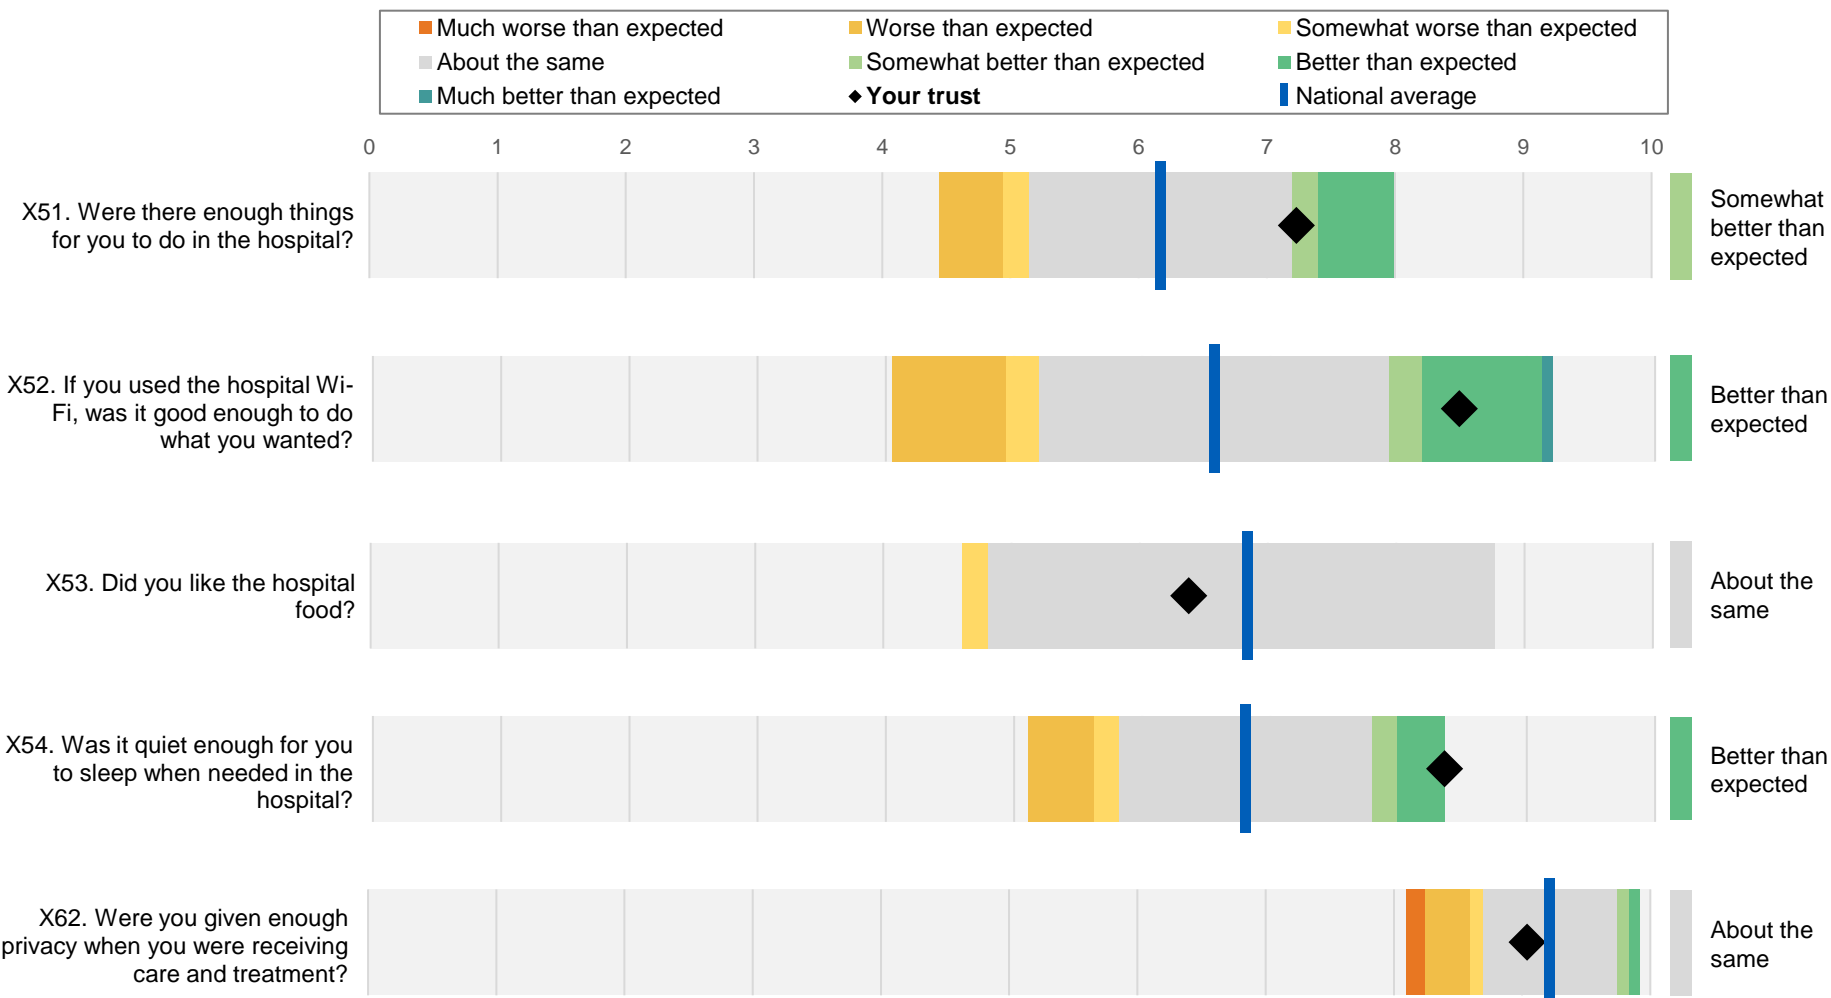 Much worse than expected
Worse than expected
Somewhat worse than expected
About the same
Somewhat better than expected
Better than expected
Much better than expected
Your trust
National average
0 1 2 3 4 5 6 7 8 9 10
X51. Were there enough things
for you to do in the hospital?
Somewhat
better than
expected
X52. If you used the hospital Wi-
Fi, was it good enough to do
what you wanted?
Better than
expected
X53. Did you like the hospital
food?
About the
same
X54. Was it quiet enough for you
to sleep when needed in the
hospital?
Better than
expected
X62. Were you given enough
privacy when you were receiving
care and treatment?
About the
same